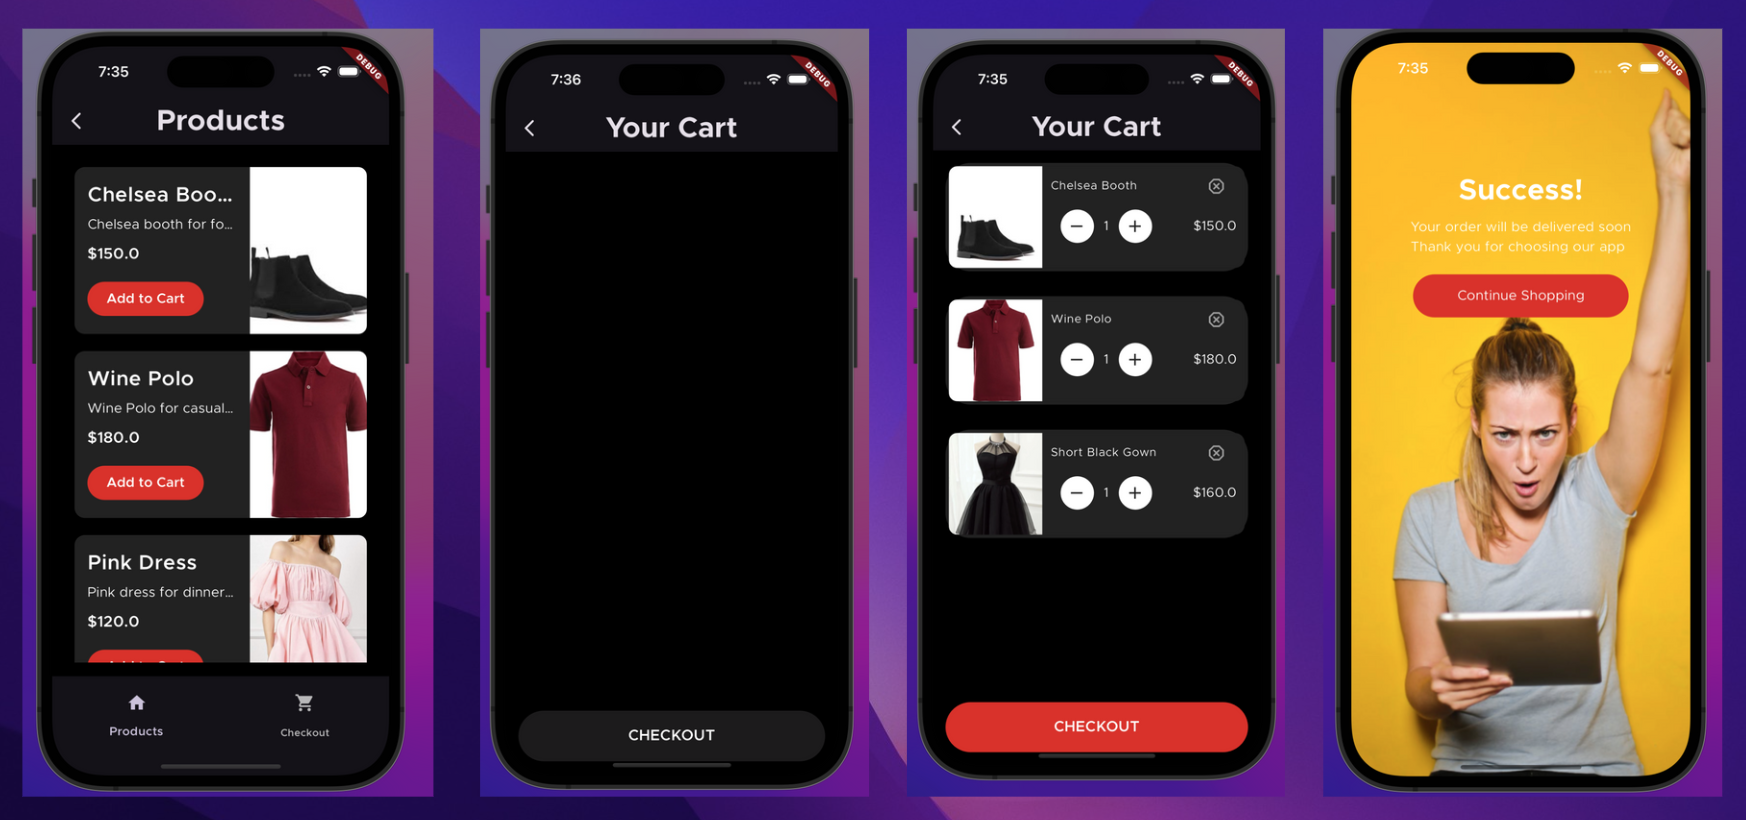 7:35
DEBUG
Products
Chelsea Boo...
Chelsea booth for fo...
$150.0
Add to Cart
Wine Polo
Wine Polo for casual...
$180.0
Add to Cart
Pink Dress
Pink dress for dinner...
$120.0
Add to Cart
Products
Checkout
7:36
DEBUG
Your Cart
CHECKOUT
7:35
DEBUG
Your Cart
Chelsea Booth
1
$150.0
Wine Polo
1
$180.0
Short Black Gown
1
$160.0
CHECKOUT
7:35
DEBUG
Success!
Your order will be delivered soon
Thank you for choosing our app
Continue Shopping